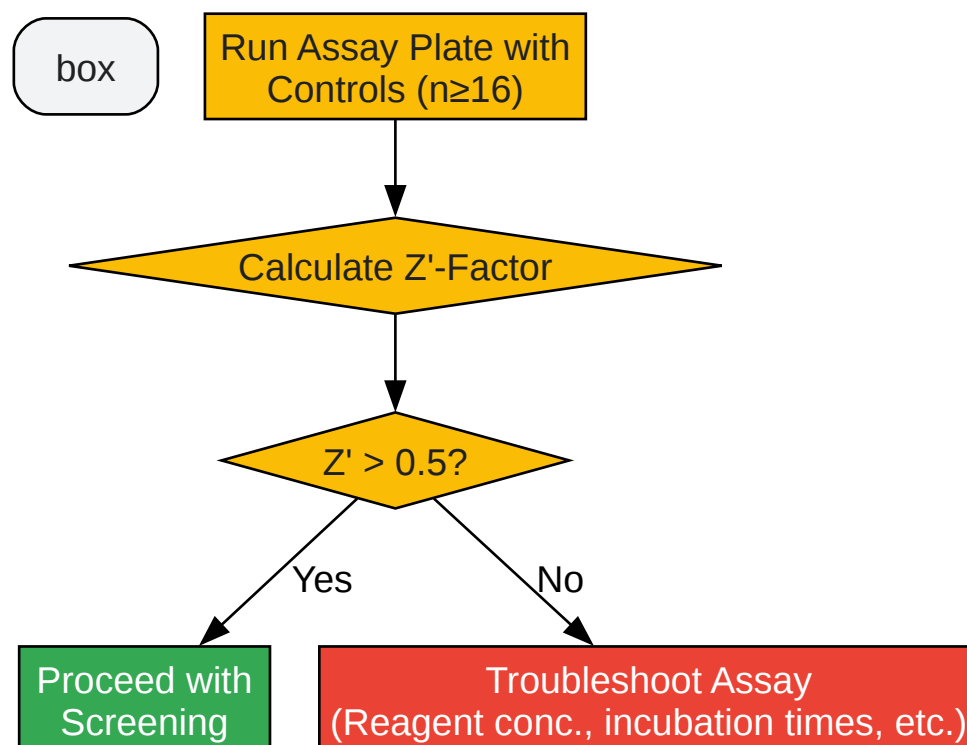 box
Run Assay Plate with
Controls (n≥16)
Calculate Z'-Factor
Z' > 0.5?
Yes
No
Proceed with
Screening
Troubleshoot Assay
(Reagent conc., incubation times, etc.)